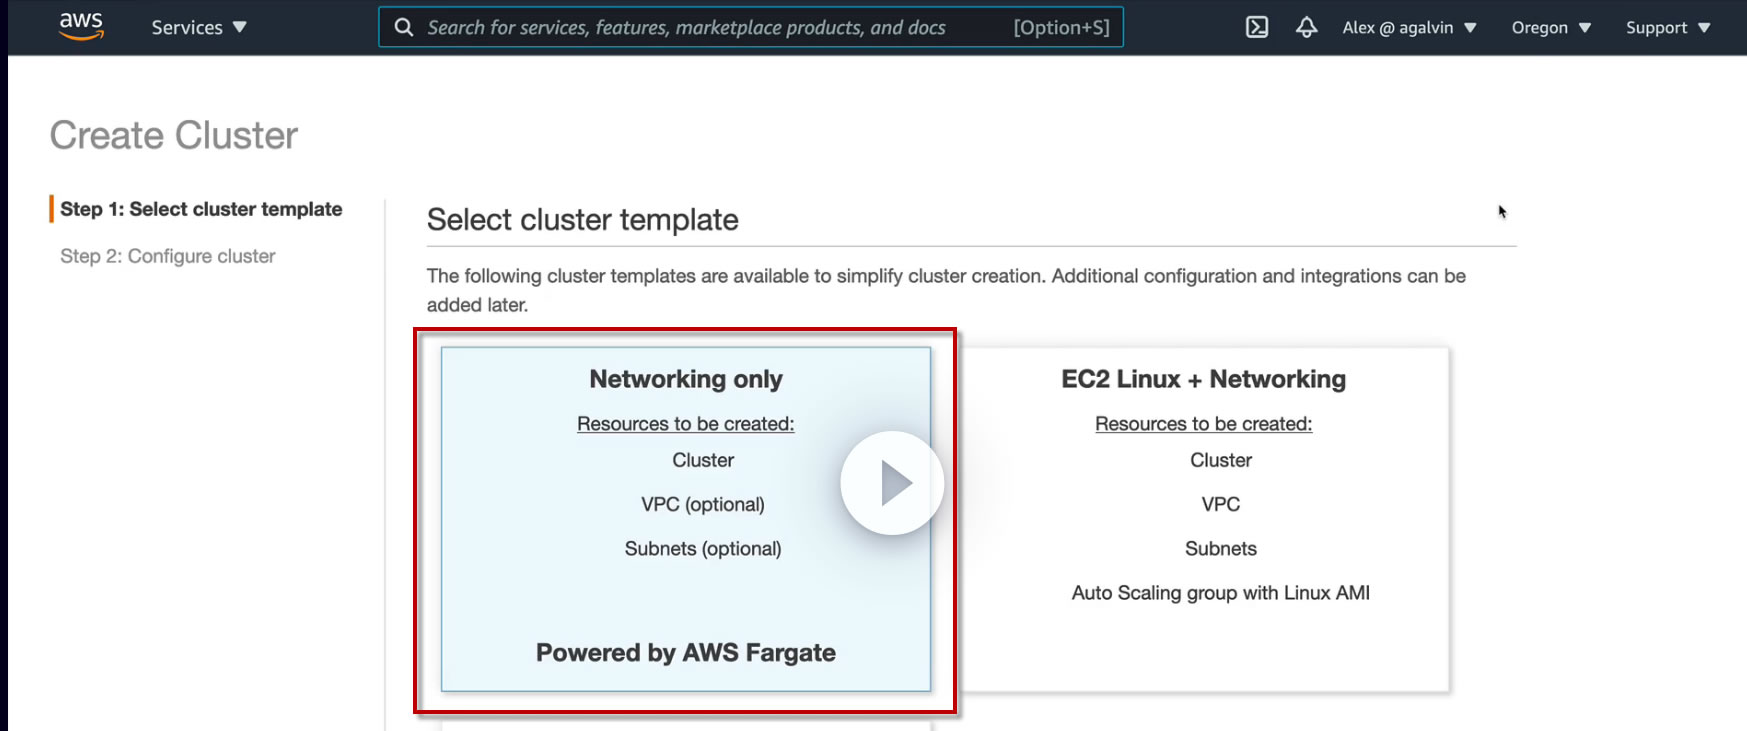 aws
Services
Search for services, features, marketplace products, and docs
[Option+S]
Alex @ agalvin
Oregon
Support
Create Cluster
Step 1: Select cluster template
Step 2: Configure cluster
Select cluster template
The following cluster templates are available to simplify cluster creation. Additional configuration and integrations can be
added later.
Networking only
Resources to be created:
Cluster
VPC (optional)
Subnets (optional)
Powered by AWS Fargate
EC2 Linux + Networking
Resources to be created:
Cluster
VPC
Subnets
Auto Scaling group with Linux AMI